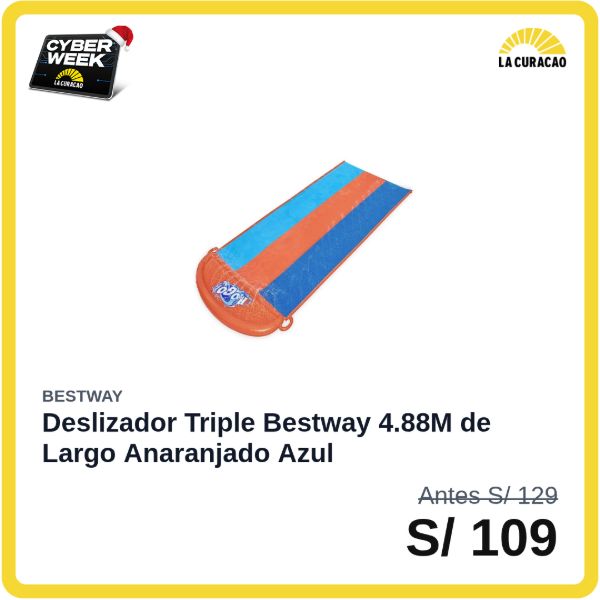 CYBER
WEEK
LA CURACAO
LA CURACAO
H2OGO!
BESTWAY
Deslizador Triple Bestway 4.88M de
Largo Anaranjado Azul
Antes S/ 129
S/ 109